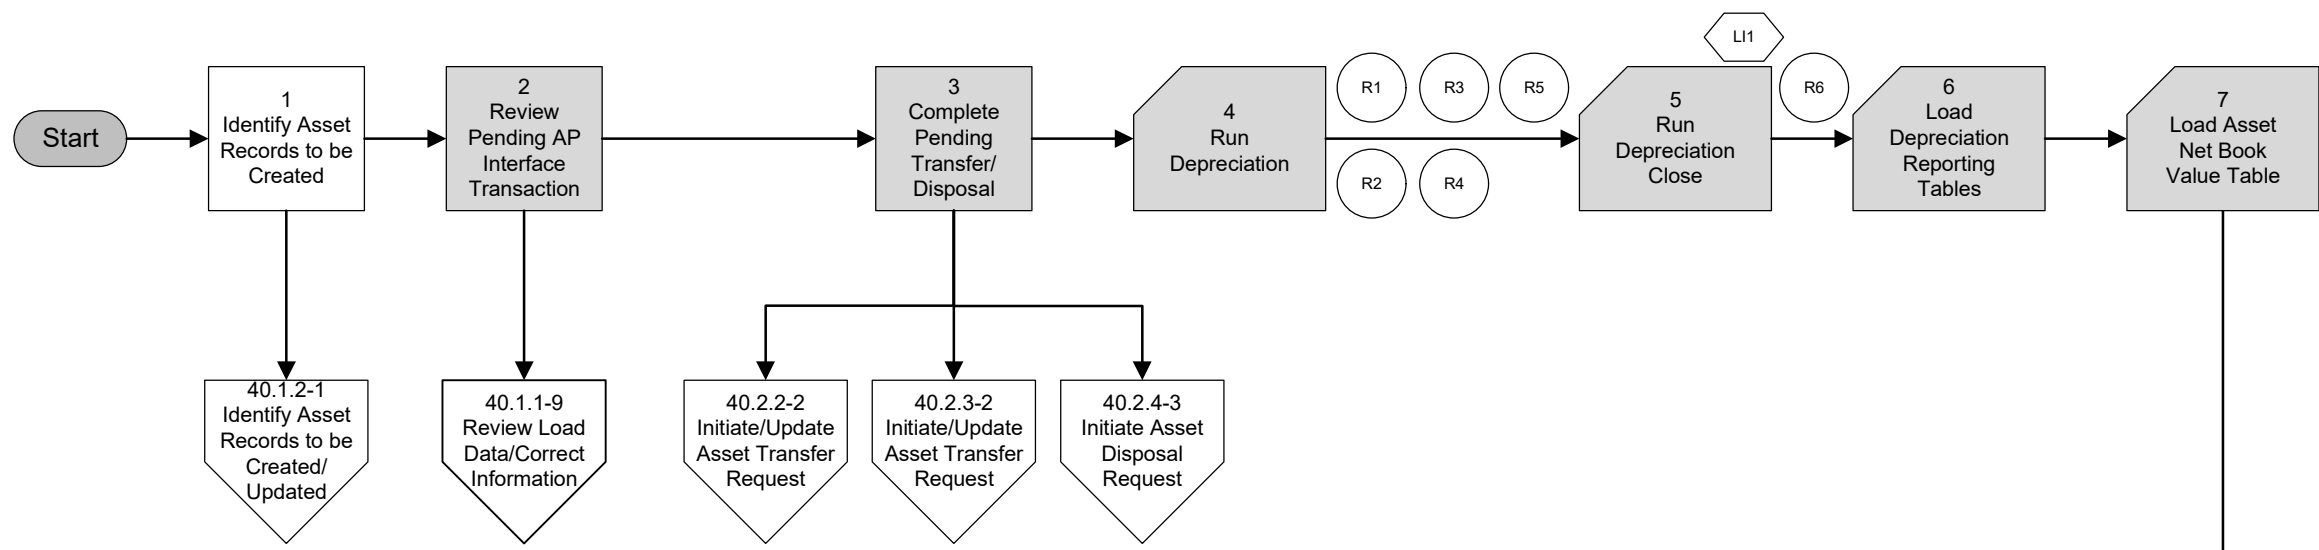 LI1
Start
1
Identify Asset
Records to be
Created
2
Review
Pending AP
Interface
Transaction
3
Complete
Pending
Transfer/
Disposal
4
Run
Depreciation
R1
R3
R5
R2
R4
5
Run
Depreciation
Close
R6
6
Load
Depreciation
Reporting
Tables
7
Load Asset
Net Book
Value Table
40.1.2-1
Identify Asset
Records to be
Created/
Updated
40.1.1-9
Review Load
Data/Correct
Information
40.2.2-2
Initiate/Update
Asset Transfer
Request
40.2.3-2
Initiate/Update
Asset Transfer
Request
40.2.4-3
Initiate Asset
Disposal
Request